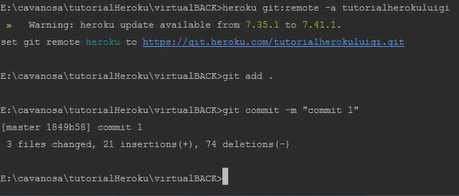 E:\cavanosa\tutorialHeroku\virtualBACK>heroku git:remote -a tutorialherokuluigi
»   Warning: heroku update available from 7.35.1 to 7.41.1.
set git remote heroku to https://git.heroku.com/tutorialherokuluigi.git
E:\cavanosa\tutorialHeroku\virtualBACK>git add .
E:\cavanosa\tutorialHeroku\virtualBACK>git commit -m "commit 1"
[master 1849b58] commit 1
3 files changed, 21 insertions(+), 74 deletions(-)
E:\cavanosa\tutorialHeroku\virtualBACK>